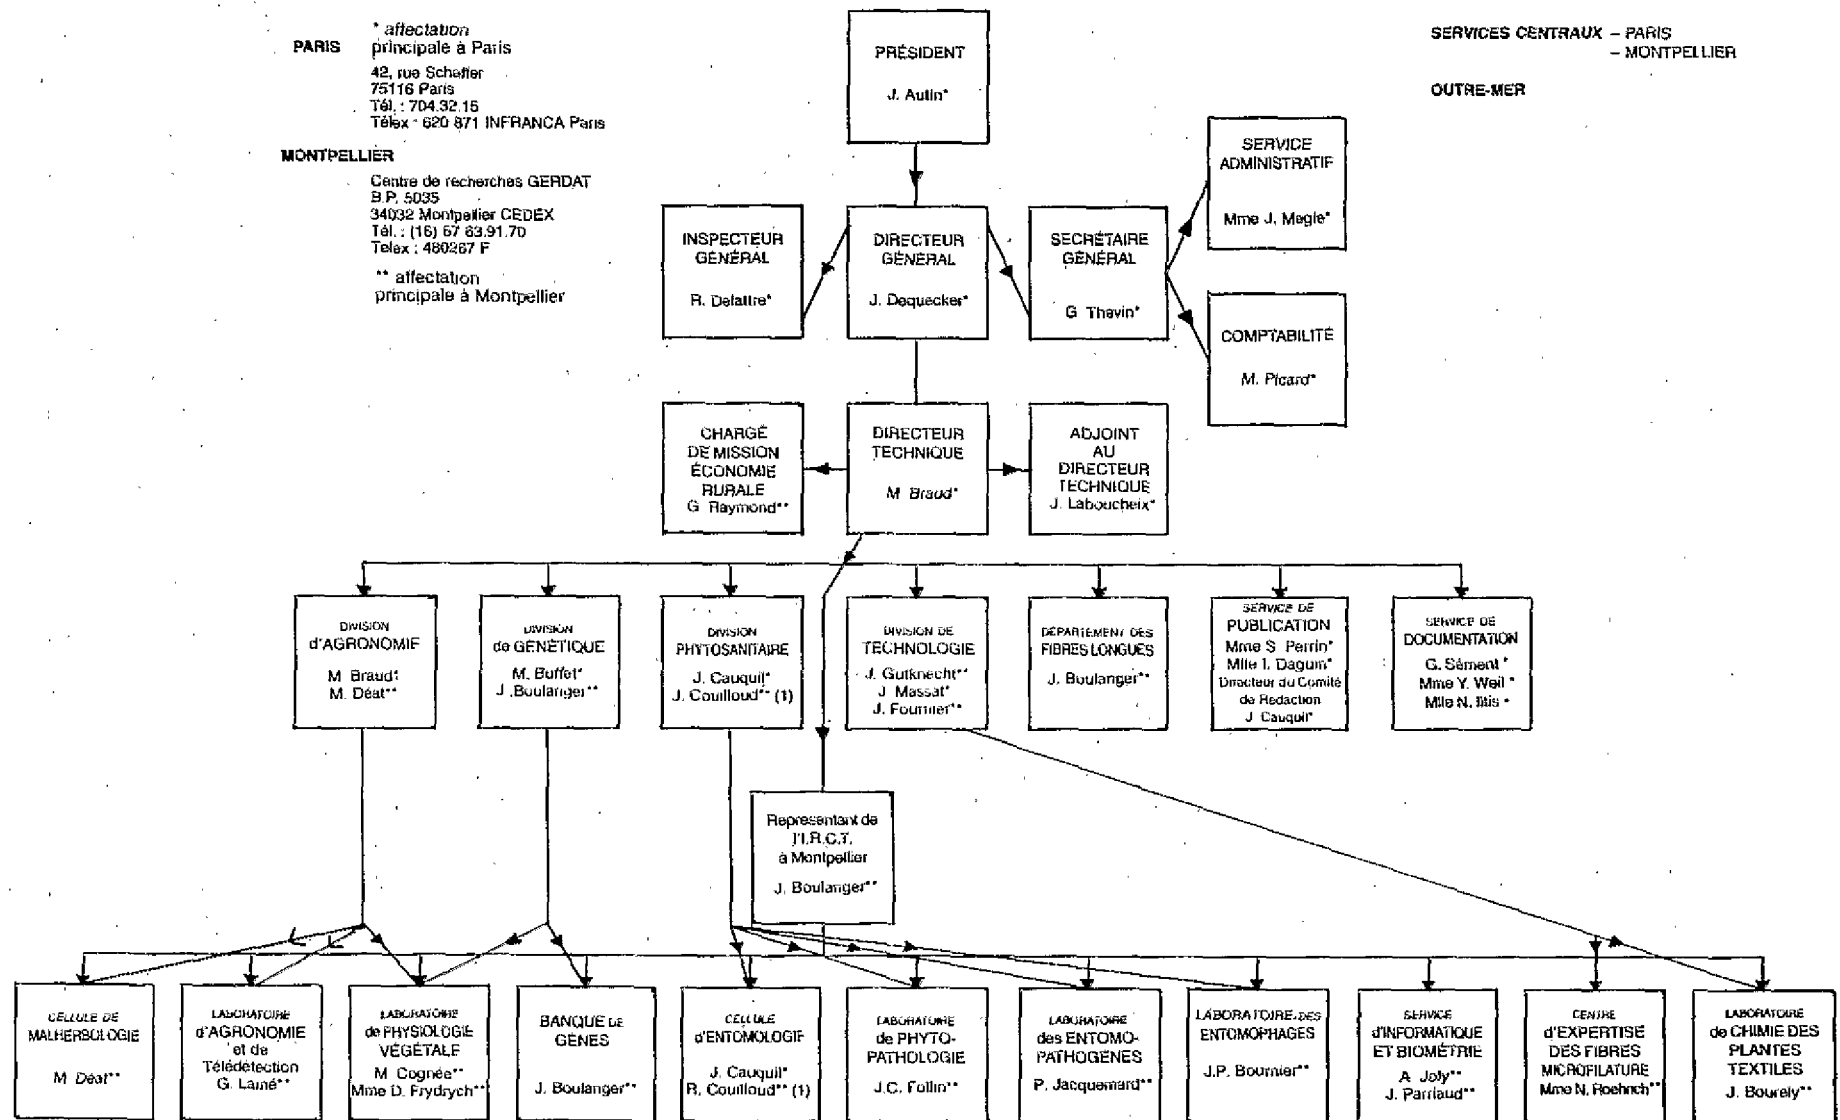 * affectation
PARIS principale à Paris
42, rue Scheffer
75116 Paris
Tél. : 704.32.15
Télex : 620 871 INFRANCA Paris
MONTPELLIER
Centre de recherches GERDAT
B.P. 5035
34032 Montpellier CEDEX
Tél. : (16) 67 63.91.70
Telex : 480267 F
** affectation
principale à Montpellier
SERVICES CENTRAUX – PARIS
– MONTPELLIER
OUTRE-MER
PRÉSIDENT
J. Autin*
SERVICE
ADMINISTRATIF
Mme J. Megie*
INSPECTEUR
GÉNÉRAL
R. Delattre*
DIRECTEUR
GÉNÉRAL
J. Dequecker*
SECRÉTAIRE
GÉNÉRAL
G Thevin*
COMPTABILITÉ
M. Picard*
CHARGÉ
DE MISSION
ÉCONOMIE
RURALE
G Raymond**
DIRECTEUR
TECHNIQUE
M Braud*
ADJOINT
AU
DIRECTEUR
TECHNIQUE
J. Laboucheix*
DIVISION
d'AGRONOMIE
M Braud*
M. Déat**
DIVISION
de GÉNÉTIQUE
M. Buffet*
J .Boulanger**
DIVISION
PHYTOSANITAIRE
J. Cauquil*
J. Couilloud** (1)
DIVISION DE
TECHNOLOGIE
J. Gutknecht**
J Massat*
J. Fournier**
DÉPARTEMENT DES
FIBRES LONGUES
J. Boulanger**
SERVICE DE
PUBLICATION
Mme S Perrin*
Mlle I. Daguin*
Directeur du Comité
de Redaction
J Cauquil*
SERVICE DE
DOCUMENTATION
G. Sément *
Mme Y. Weil *
Mlle N. Iltis *
Representant de
l'I.R.C.T.
à Montpellier
J. Boulanger**
CELLULE DE
MALHERBOLOGIE
M Déat**
LABORATOIRE
d'AGRONOMIE
et de
Télédétection
G. Lainé**
LABORATOIRE
de PHYSIOLOGIE
VÉGÉTALE
M Cognée**
Mme D. Frydrych**
BANQUE DE
GÈNES
J. Boulanger**
CELLULE
d'ENTOMOLOGIE
J. Cauquil*
R. Couilloud** (1)
LABORATOIRE
de PHYTO-
PATHOLOGIE
J.C. Follin**
LABORATOIRE
des ENTOMO-
PATHOGÈNES
P. Jacquemard**
LABORATOIRE DES
ENTOMOPHAGES
J.P. Bournier**
SERVICE
d'INFORMATIQUE
ET BIOMÉTRIE
A Joly**
J. Parriaud**
CENTRE
d'EXPERTISE
DES FIBRES
MICROFILATURE
Mme N. Roehrich**
LABORATOIRE
de CHIMIE DES
PLANTES
TEXTILES
J. Bourely**